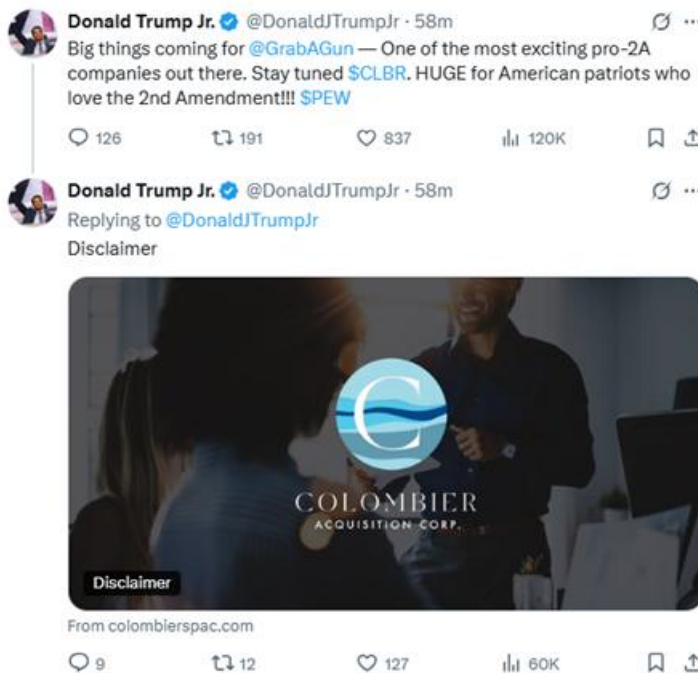 Donald Trump Jr. @DonaldJTrumpJr · 58m
Big things coming for @GrabAGun — One of the most exciting pro-2A
companies out there. Stay tuned $CLBR. HUGE for American patriots who
love the 2nd Amendment!!! $PEW
126 191 837 120K
Donald Trump Jr. @DonaldJTrumpJr · 58m
Replying to @DonaldJTrumpJr
Disclaimer
C
COLOMBIER
ACQUISITION CORP.
Disclaimer
From colombierspac.com
9 12 127 60K